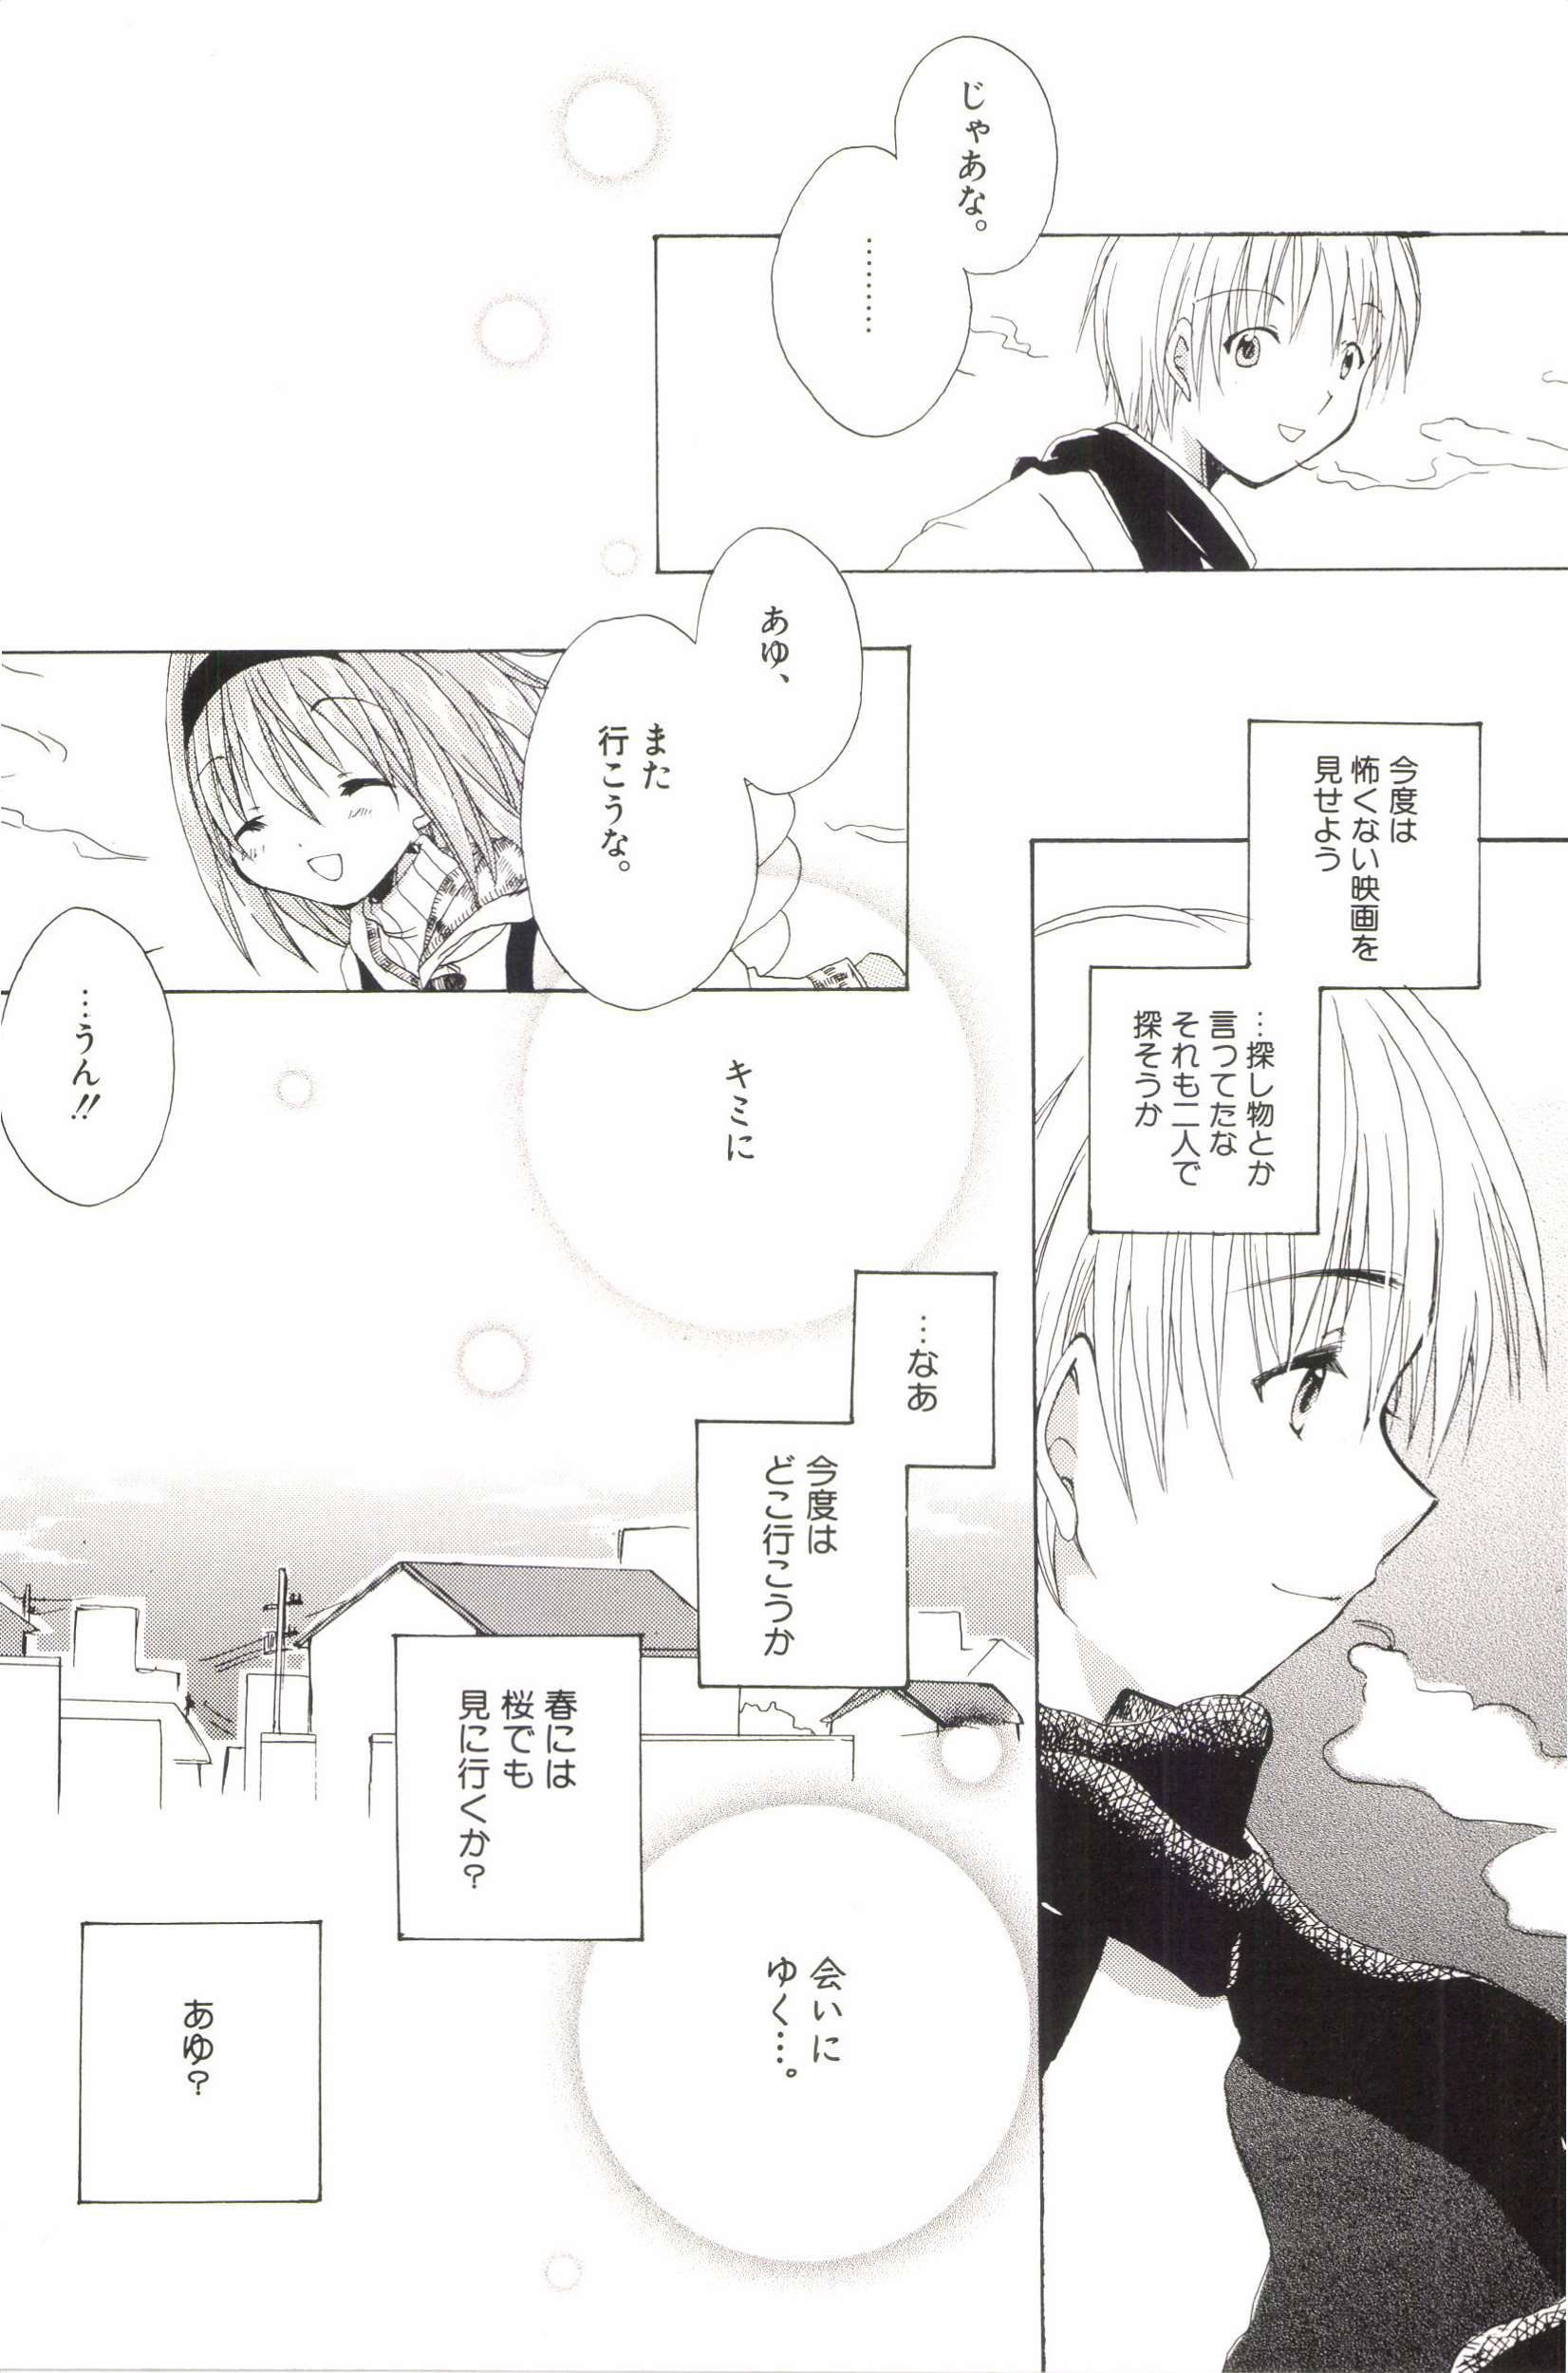 じゃあな。
………
あゆ、
また
行こうな。
…うん!!
今度は
怖くない映画を
見せよう
…探し物とか
言ってたな
それも二人で
探そうか
キミに
…なあ
今度は
どこ行こうか
春には
桜でも
見に行くか？
会いに
ゆく…。
あゆ？